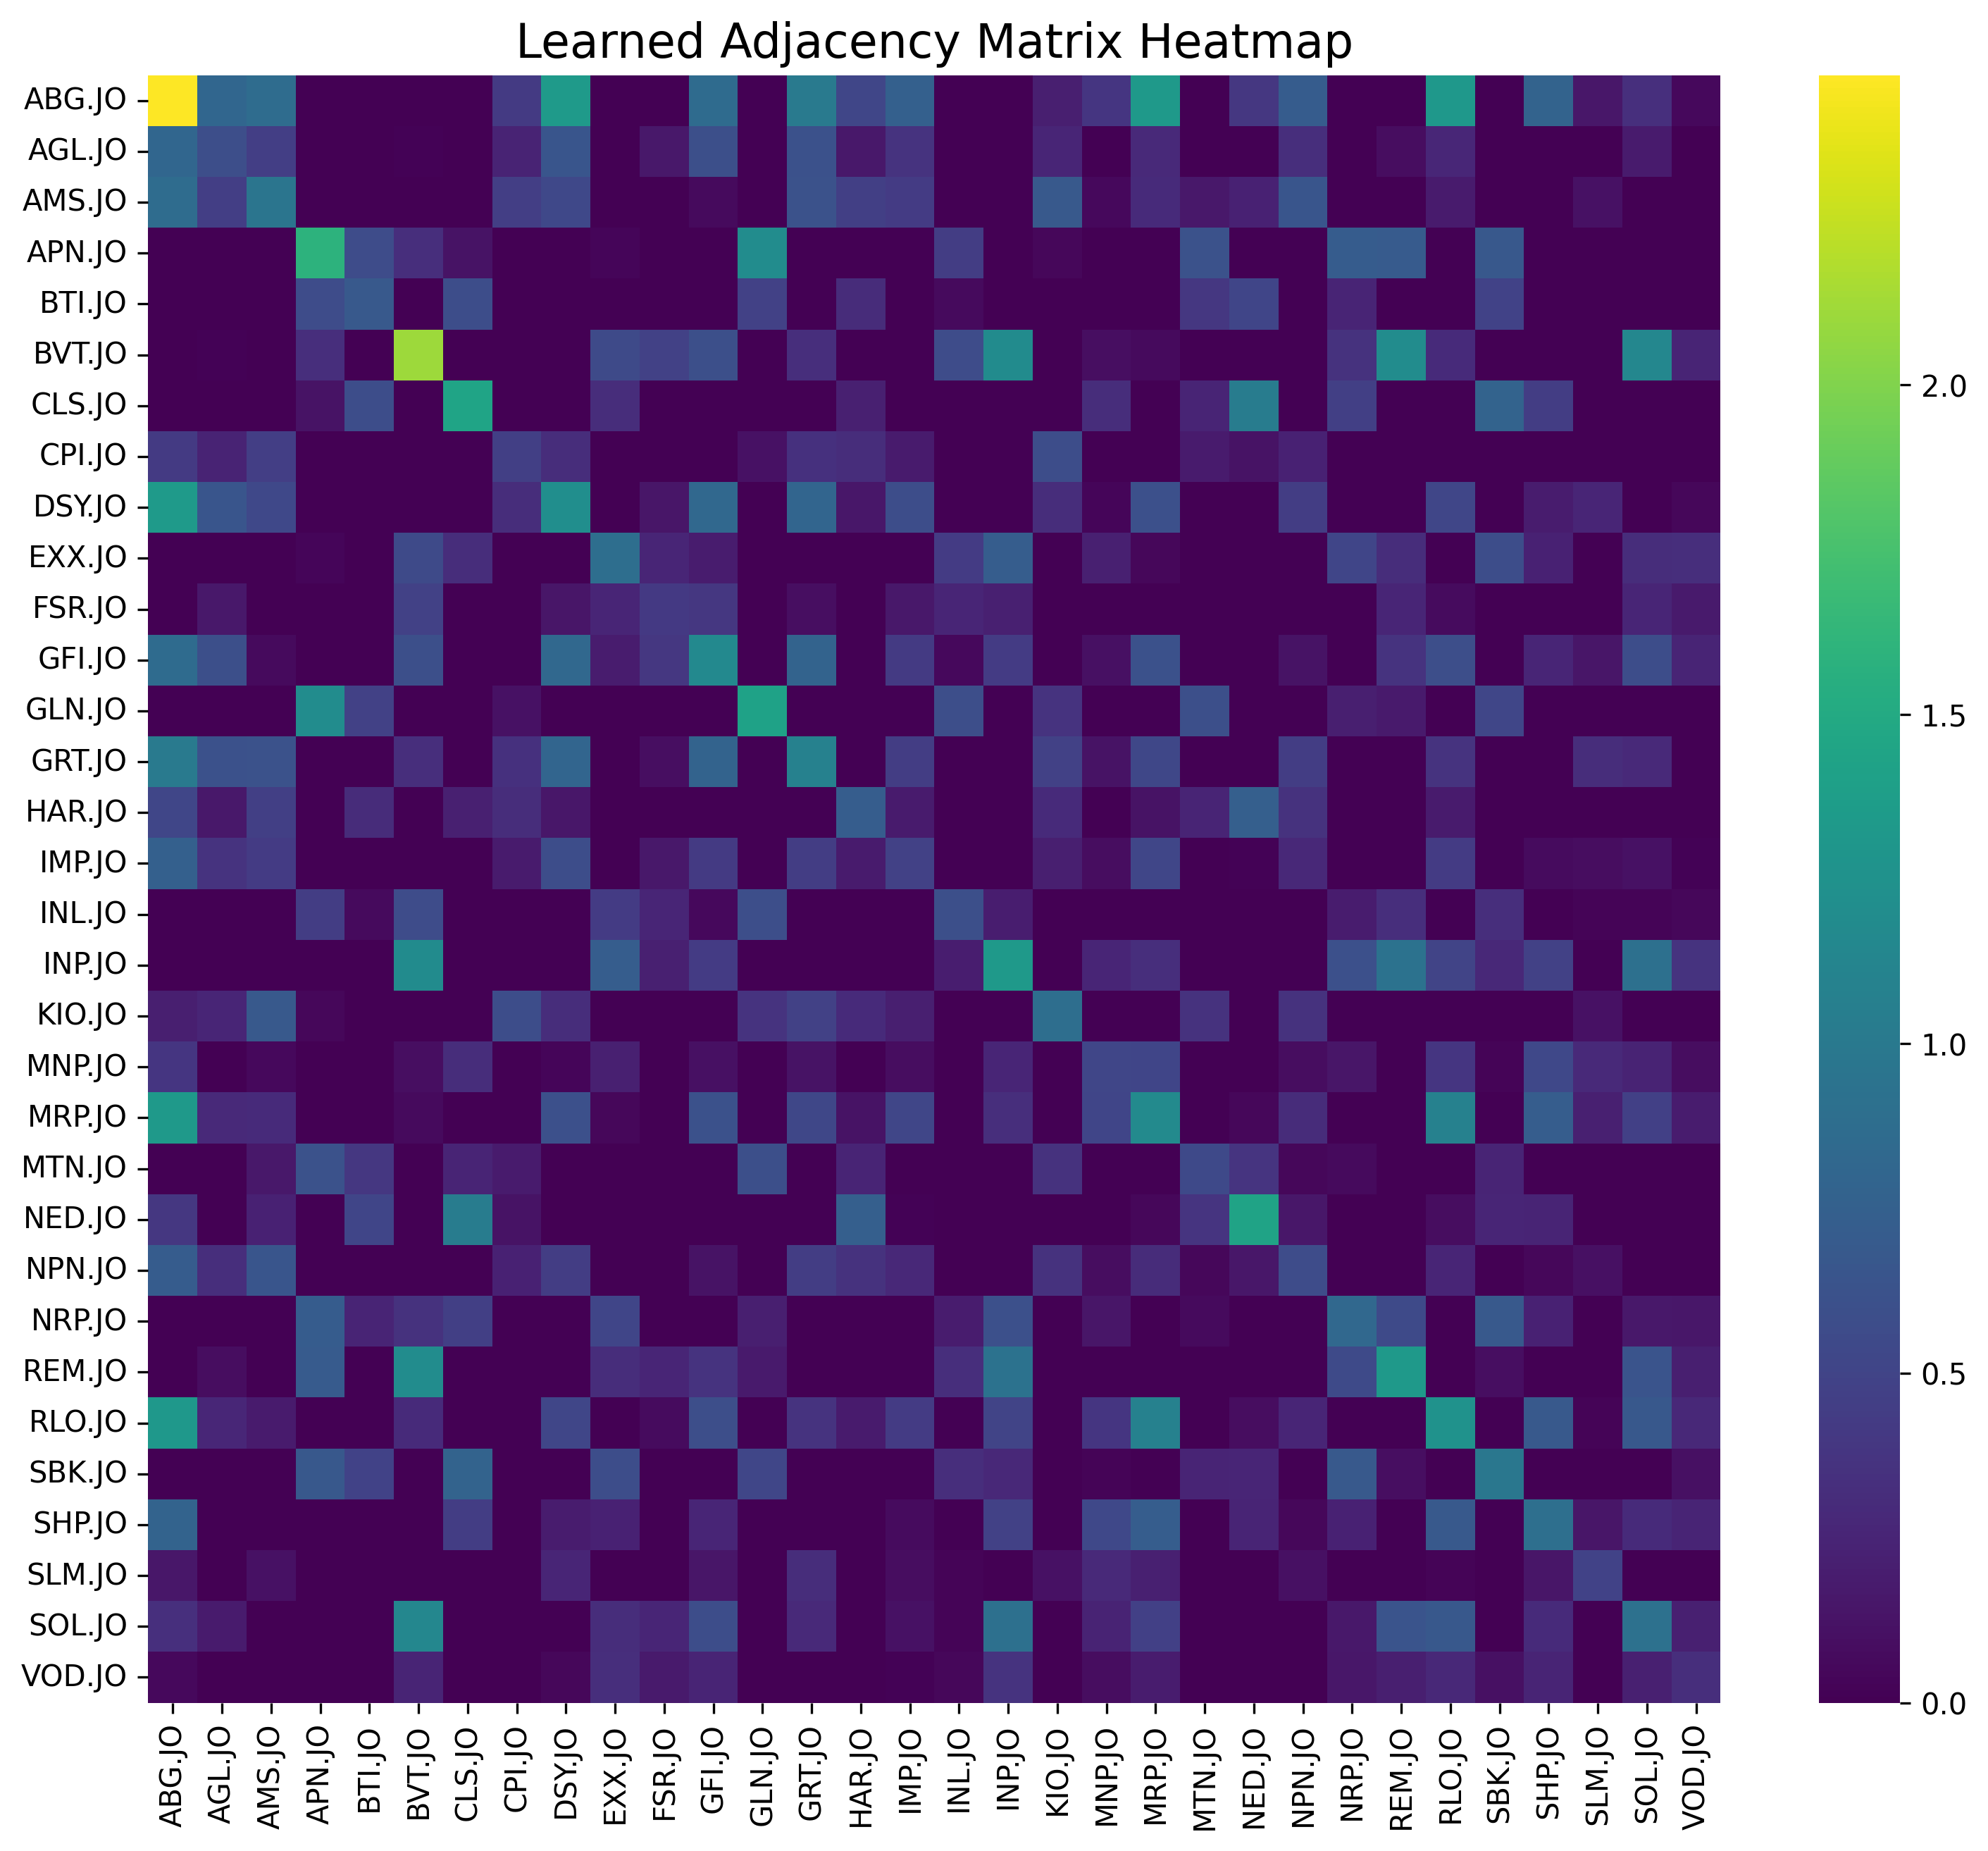 Learned Adjacency Matrix Heatmap
ABG.JO
AGL.JO
AMS.JO
APN.JO
BTI.JO
BVT.JO
CLS.JO
CPI.JO
DSY.JO
EXX.JO
FSR.JO
GFI.JO
GLN.JO
GRT.JO
HAR.JO
IMP.JO
INL.JO
INP.JO
KIO.JO
MNP.JO
MRP.JO
MTN.JO
NED.JO
NPN.JO
NRP.JO
REM.JO
RLO.JO
SBK.JO
SHP.JO
SLM.JO
SOL.JO
VOD.JO
ABG.JO
AGL.JO
AMS.JO
APN.JO
BTI.JO
BVT.JO
CLS.JO
CPI.JO
DSY.JO
EXX.JO
FSR.JO
GFI.JO
GLN.JO
GRT.JO
HAR.JO
IMP.JO
INL.JO
INP.JO
KIO.JO
MNP.JO
MRP.JO
MTN.JO
NED.JO
NPN.JO
NRP.JO
REM.JO
RLO.JO
SBK.JO
SHP.JO
SLM.JO
SOL.JO
VOD.JO
2.0
1.5
1.0
0.5
0.0